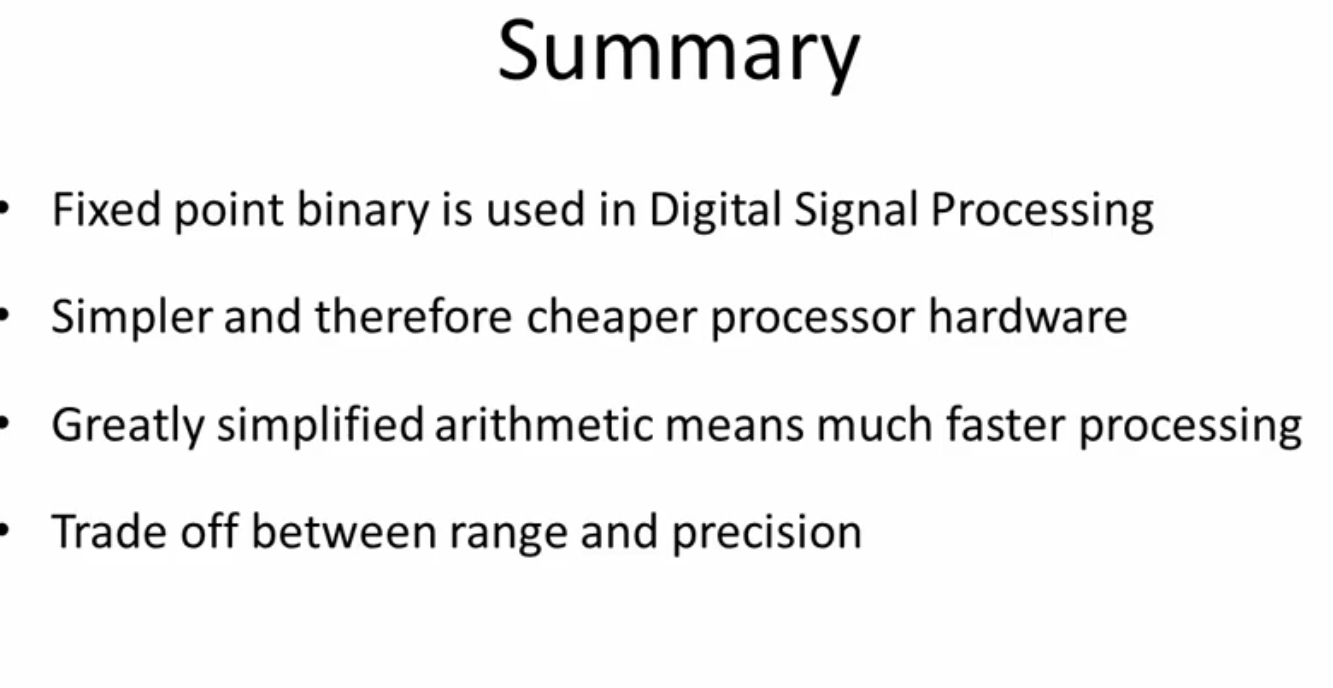 Summary
• Fixed point binary is used in Digital Signal Processing
• Simpler and therefore cheaper processor hardware
• Greatly simplified arithmetic means much faster processing
• Trade off between range and precision